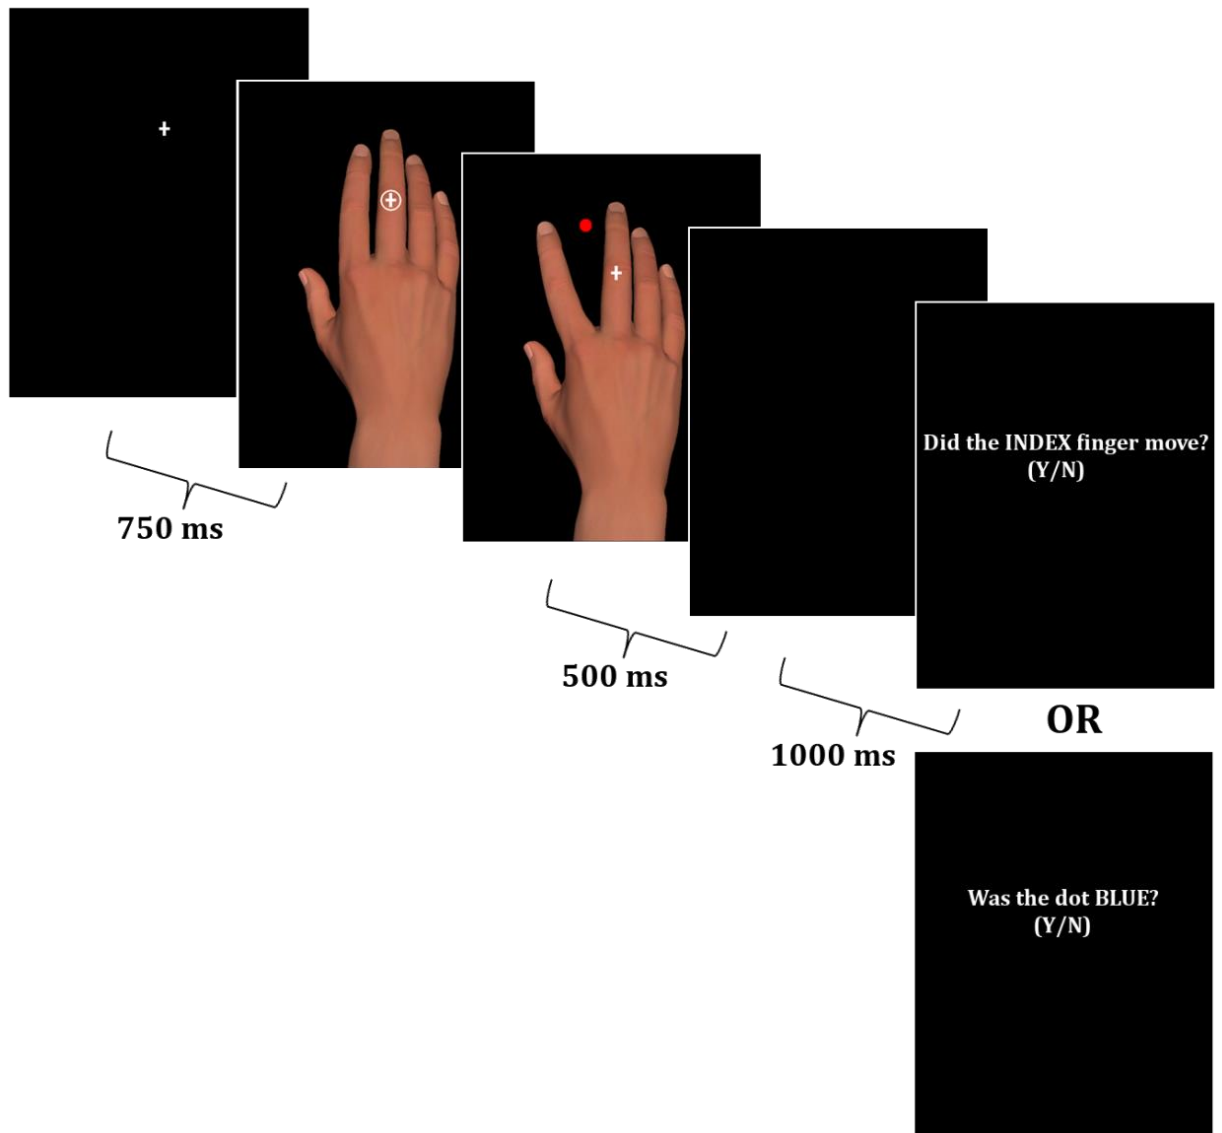 750 ms
500 ms
1000 ms
Did the INDEX finger move?
(Y/N)
OR
Was the dot BLUE?
(Y/N)